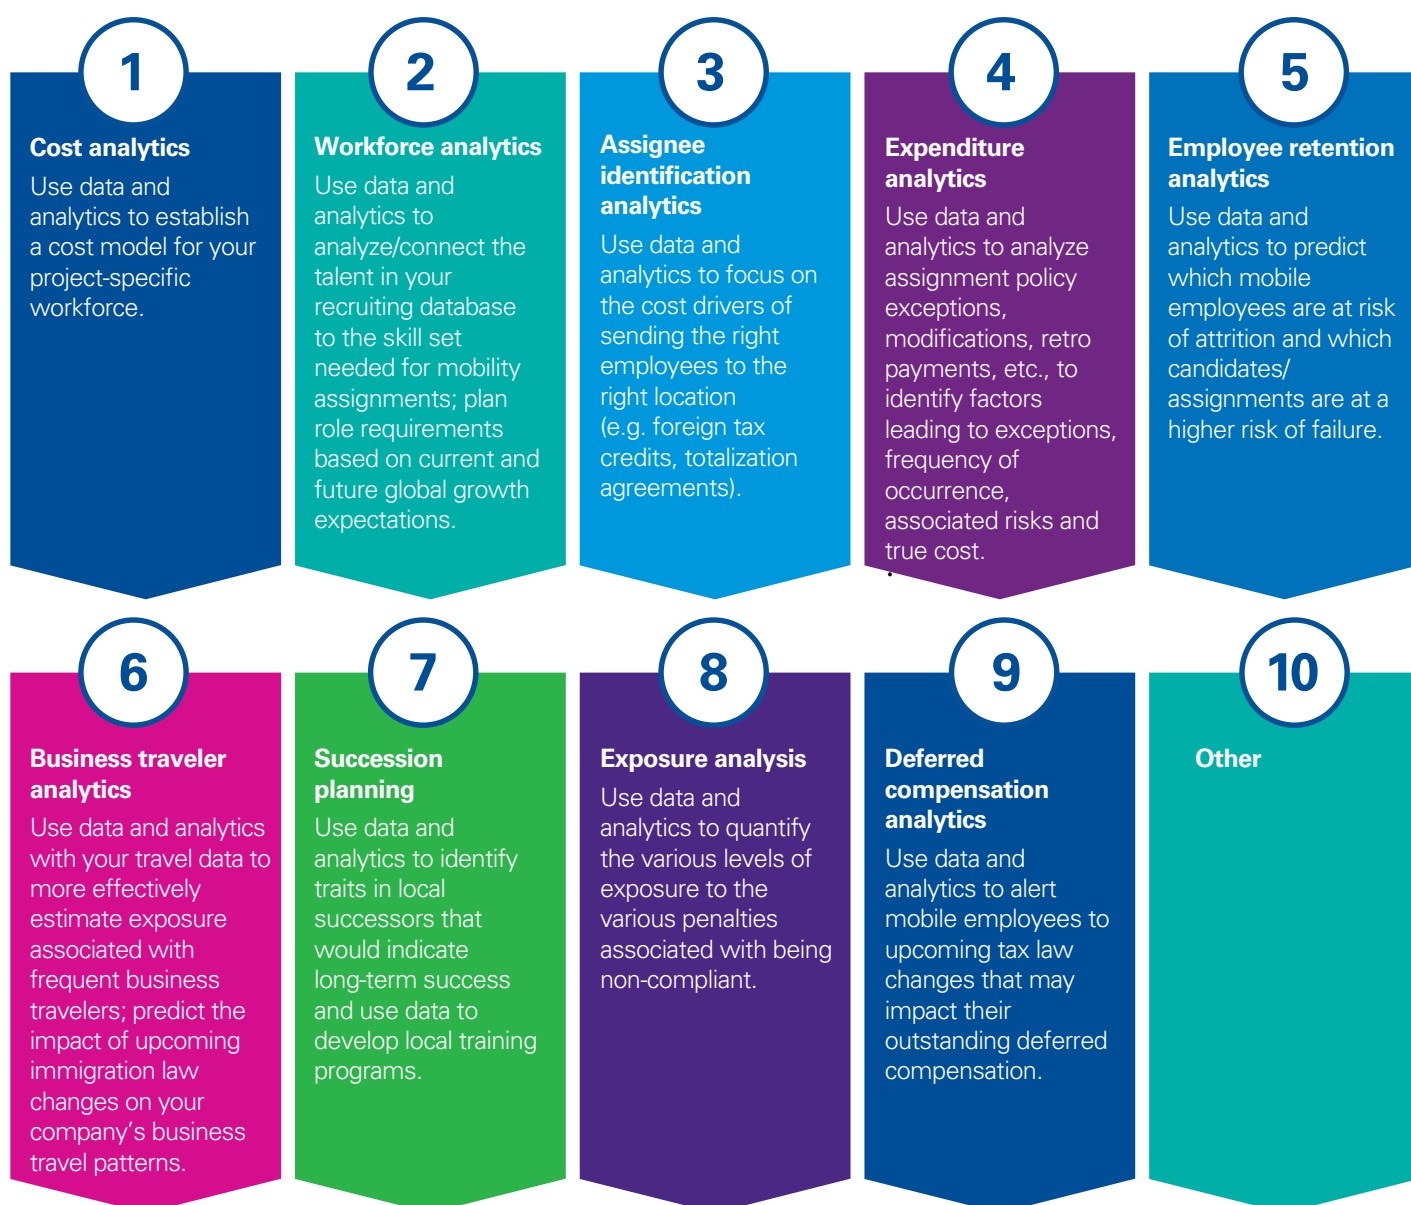 1
Cost analytics
Use data and
analytics to establish
a cost model for your
project-specific
workforce.
2
Workforce analytics
Use data and
analytics to
analyze/connect the
talent in your
recruiting database
to the skill set
needed for mobility
assignments; plan
role requirements
based on current and
future global growth
expectations.
3
Assignee
identification
analytics
Use data and
analytics to focus on
the cost drivers of
sending the right
employees to the
right location
(e.g. foreign tax
credits, totalization
agreements).
4
Expenditure
analytics
Use data and
analytics to analyze
assignment policy
exceptions,
modifications, retro
payments, etc., to
identify factors
leading to exceptions,
frequency of
occurrence,
associated risks and
true cost.
.
5
Employee retention
analytics
Use data and
analytics to predict
which mobile
employees are at risk
of attrition and which
candidates/
assignments are at a
higher risk of failure.
6
Business traveler
analytics
Use data and analytics
with your travel data to
more effectively
estimate exposure
associated with
frequent business
travelers; predict the
impact of upcoming
immigration law
changes on your
company’s business
travel patterns.
7
Succession
planning
Use data and
analytics to identify
traits in local
successors that
would indicate
long-term success
and use data to
develop local training
programs.
8
Exposure analysis
Use data and
analytics to quantify
the various levels of
exposure to the
various penalties
associated with being
non-compliant.
9
Deferred
compensation
analytics
Use data and
analytics to alert
mobile employees to
upcoming tax law
changes that may
impact their
outstanding deferred
compensation.
10
Other